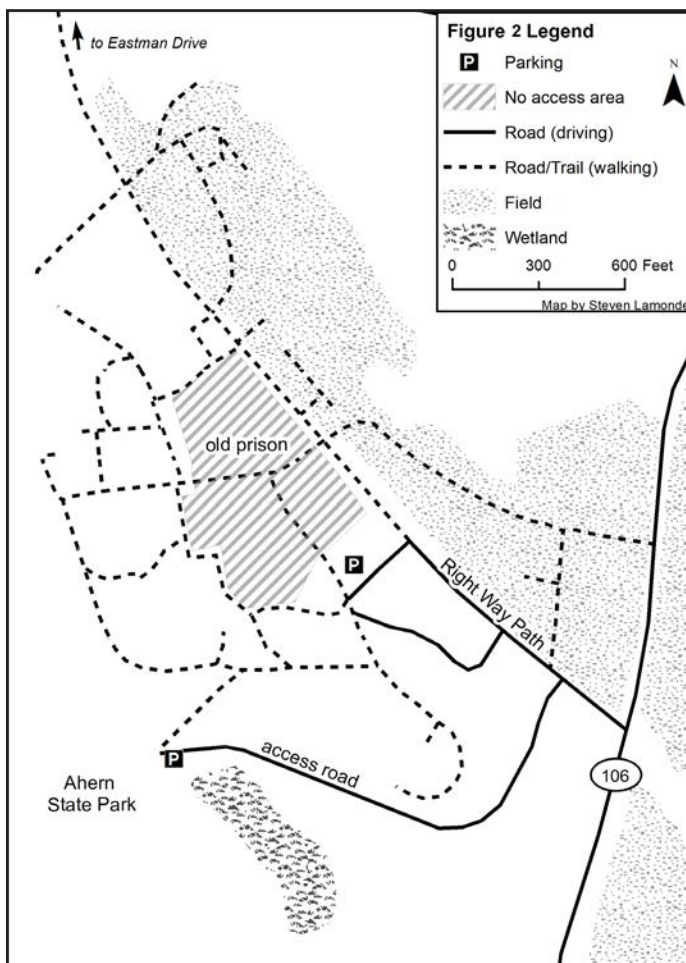 to Eastman Drive
Figure 2 Legend
P Parking
No access area
N
Road (driving)
Road/Trail (walking)
Field
Wetland
0 300 600 Feet
Map by Steven Lamonde
old prison
P
Right Way Path
P
access road
106
Ahern
State Park